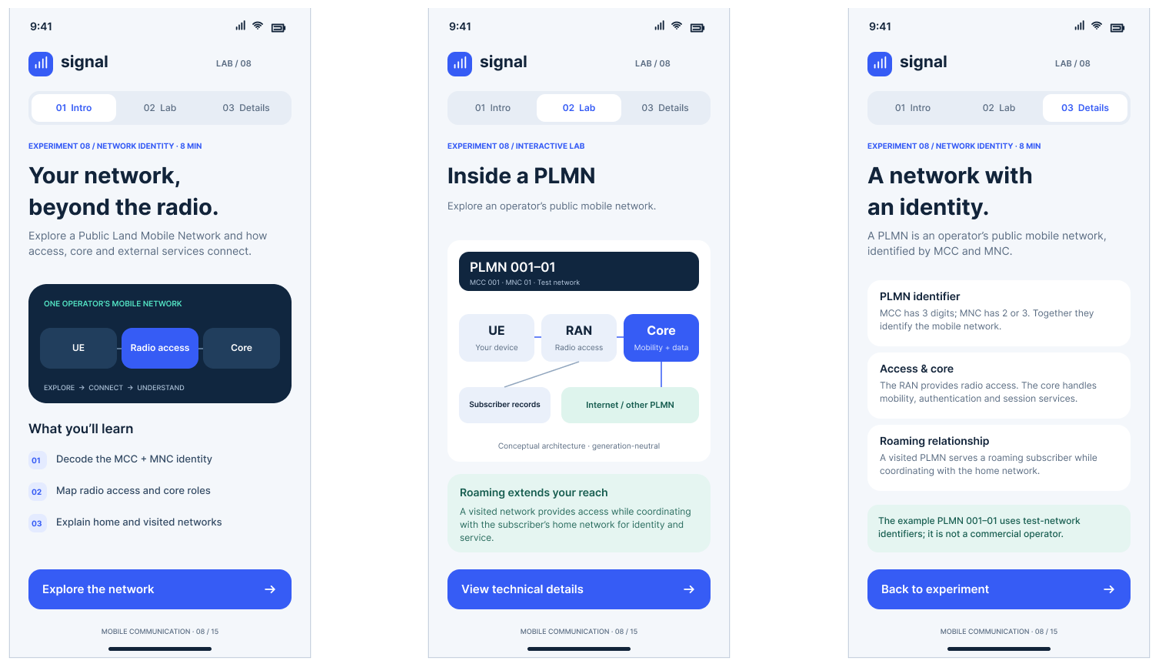 9:41
signal
LAB / 08
01 Intro
02 Lab
03 Details
EXPERIMENT 08 / NETWORK IDENTITY · 8 MIN
Your network,
beyond the radio.
Explore a Public Land Mobile Network and how
access, core and external services connect.
ONE OPERATOR'S MOBILE NETWORK
UE
Radio access
Core
EXPLORE → CONNECT → UNDERSTAND
What you'll learn
01 Decode the MCC + MNC identity
02 Map radio access and core roles
03 Explain home and visited networks
Explore the network →
MOBILE COMMUNICATION · 08 / 15
9:41
signal
LAB / 08
01 Intro
02 Lab
03 Details
EXPERIMENT 08 / INTERACTIVE LAB
Inside a PLMN
Explore an operator's public mobile network.
PLMN 001–01
MCC 001 · MNC 01 · Test network
UE
Your device
RAN
Radio access
Core
Mobility + data
Subscriber records
Internet / other PLMN
Conceptual architecture · generation-neutral
Roaming extends your reach
A visited network provides access while coordinating
with the subscriber's home network for identity and
service.
View technical details →
MOBILE COMMUNICATION · 08 / 15
9:41
signal
LAB / 08
01 Intro
02 Lab
03 Details
EXPERIMENT 08 / NETWORK IDENTITY · 8 MIN
A network with
an identity.
A PLMN is an operator's public mobile network,
identified by MCC and MNC.
PLMN identifier
MCC has 3 digits; MNC has 2 or 3. Together they
identify the mobile network.
Access & core
The RAN provides radio access. The core handles
mobility, authentication and session services.
Roaming relationship
A visited PLMN serves a roaming subscriber while
coordinating with the home network.
The example PLMN 001–01 uses test-network
identifiers; it is not a commercial operator.
Back to experiment →
MOBILE COMMUNICATION · 08 / 15